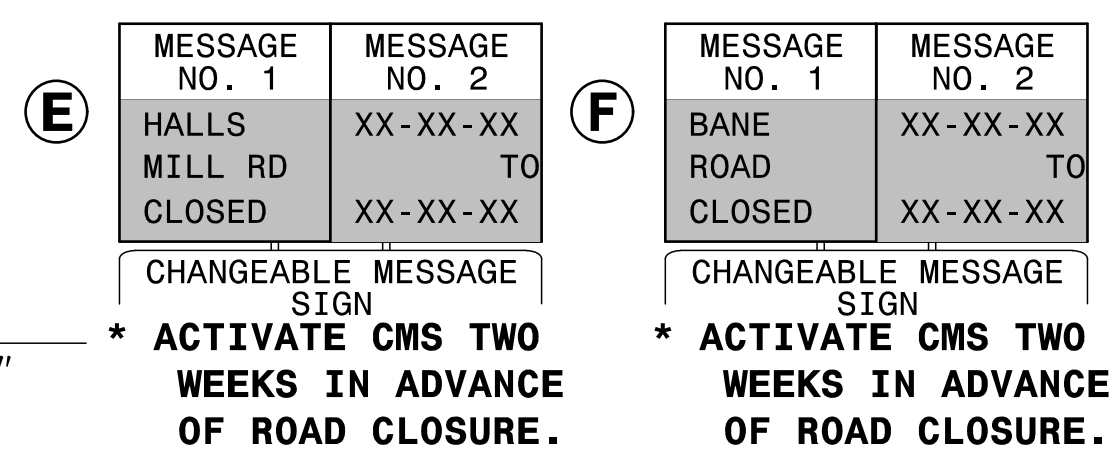 E
MESSAGE NO. 1
MESSAGE NO. 2
HALLS
MILL RD
CLOSED
XX-XX-XX
TO
XX-XX-XX
CHANGEABLE MESSAGE
SIGN
* ACTIVATE CMS TWO
WEEKS IN ADVANCE
OF ROAD CLOSURE.
F
MESSAGE NO. 1
MESSAGE NO. 2
BANE
ROAD
CLOSED
XX-XX-XX
TO
XX-XX-XX
CHANGEABLE MESSAGE
SIGN
* ACTIVATE CMS TWO
WEEKS IN ADVANCE
OF ROAD CLOSURE.
"